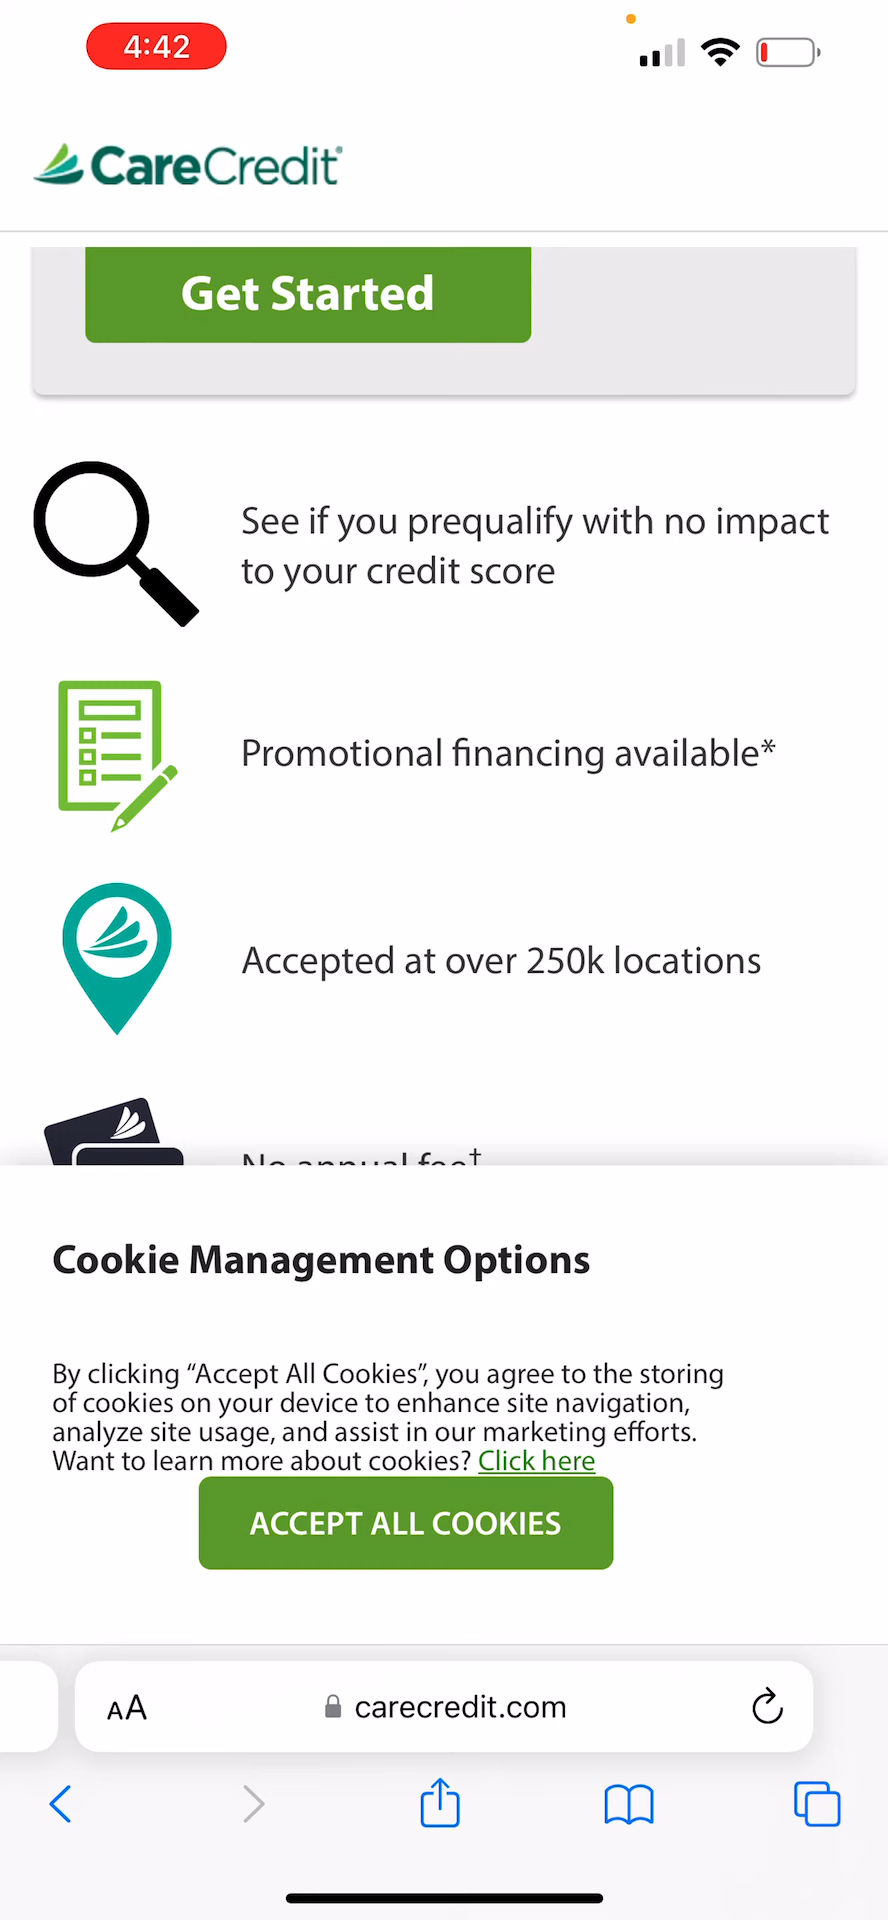 4:42
CareCredit®
Get Started
See if you prequalify with no impact
to your credit score
Promotional financing available*
Accepted at over 250k locations
No annual fee†
Cookie Management Options
By clicking “Accept All Cookies”, you agree to the storing
of cookies on your device to enhance site navigation,
analyze site usage, and assist in our marketing efforts.
Want to learn more about cookies? Click here
ACCEPT ALL COOKIES
AA
carecredit.com